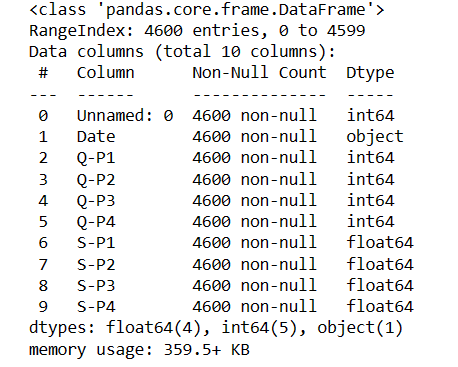 <class 'pandas.core.frame.DataFrame'>
RangeIndex: 4600 entries, 0 to 4599
Data columns (total 10 columns):
 #   Column      Non-Null Count  Dtype
---  ------      --------------  -----
 0   Unnamed: 0  4600 non-null   int64
 1   Date        4600 non-null   object
 2   Q-P1        4600 non-null   int64
 3   Q-P2        4600 non-null   int64
 4   Q-P3        4600 non-null   int64
 5   Q-P4        4600 non-null   int64
 6   S-P1        4600 non-null   float64
 7   S-P2        4600 non-null   float64
 8   S-P3        4600 non-null   float64
 9   S-P4        4600 non-null   float64
dtypes: float64(4), int64(5), object(1)
memory usage: 359.5+ KB